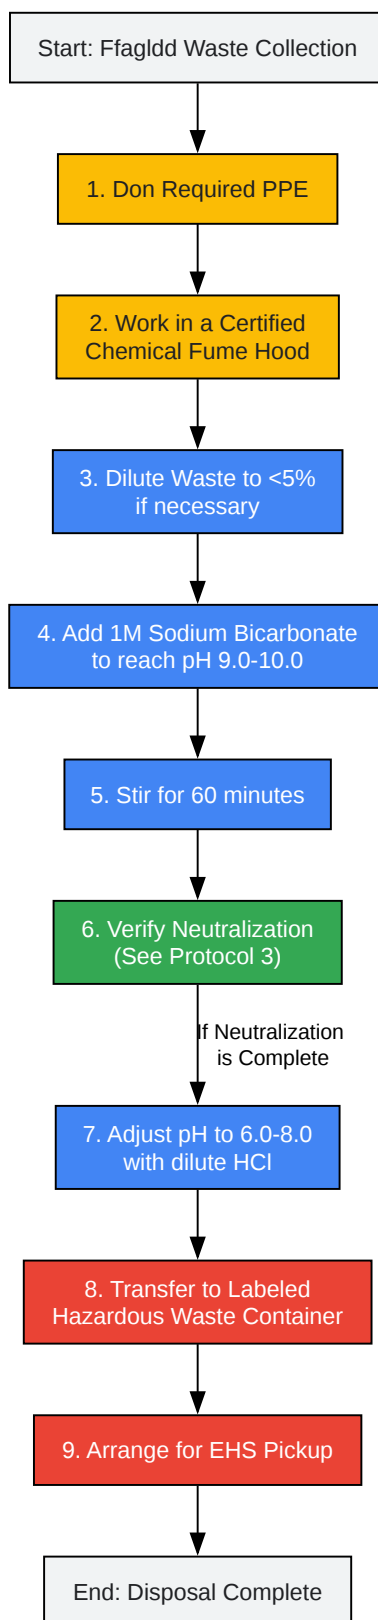 Start: Ffagldd Waste Collection
1. Don Required PPE
2. Work in a Certified
Chemical Fume Hood
3. Dilute Waste to <5%
if necessary
4. Add 1M Sodium Bicarbonate
to reach pH 9.0-10.0
5. Stir for 60 minutes
6. Verify Neutralization
(See Protocol 3)
If Neutralization
is Complete
7. Adjust pH to 6.0-8.0
with dilute HCl
8. Transfer to Labeled
Hazardous Waste Container
9. Arrange for EHS Pickup
End: Disposal Complete